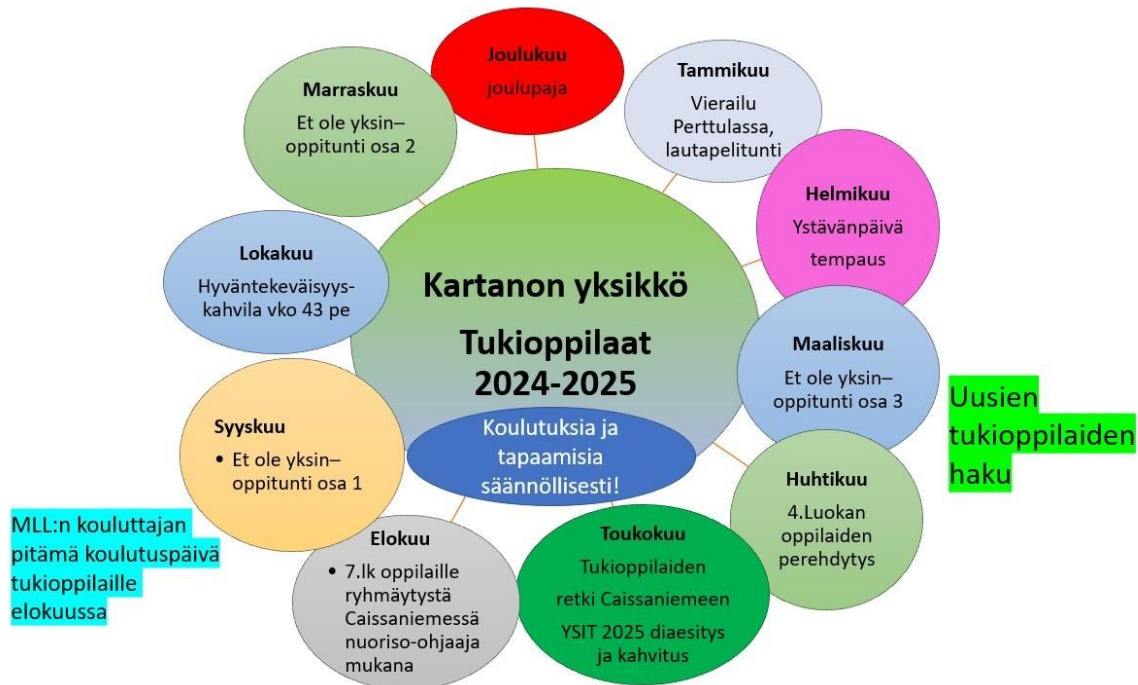 Joulukuu
joulupaja
Tammikuu
Vierailu
Perttulassa,
lautapelitunti
Helmikuu
Ystävänpäivä
tempaus
Maaliskuu
Et ole yksin–
oppitunti osa 3
Uusien
tukioppilaiden
haku
Huhtikuu
4.Luokan
oppilaiden
perehdytys
Toukokuu
Tukioppilaiden
retki Caissaniemeen
YSIT 2025 diaesitys
ja kahvitus
Elokuu
• 7.lk oppilaille
ryhmäytystä
Caissaniemessä
nuoriso-ohjaaja
mukana
MLL:n kouluttajan
pitämä koulutuspäivä
tukioppilaille
elokuussa
Syyskuu
• Et ole yksin–
oppitunti osa 1
Lokakuu
Hyväntekeväisyys-
kahvila vko 43 pe
Marraskuu
Et ole yksin–
oppitunti osa 2
Kartanon yksikkö
Tukioppilaat
2024-2025
Koulutuksia ja
tapaamisia
säännöllisesti!